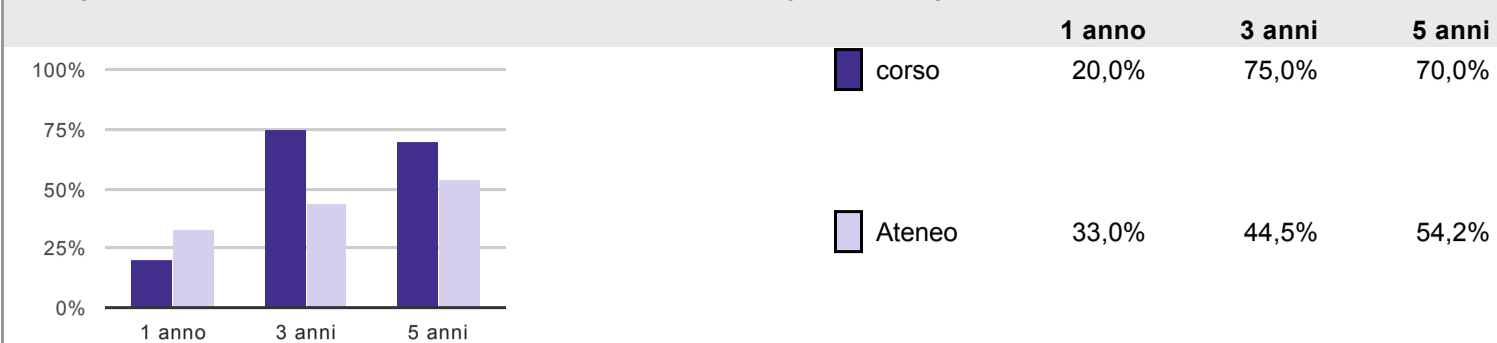 1 anno 3 anni 5 anni
100%
75%
50%
25%
0%
1 anno 3 anni 5 anni
corso 20,0% 75,0% 70,0%
Ateneo 33,0% 44,5% 54,2%